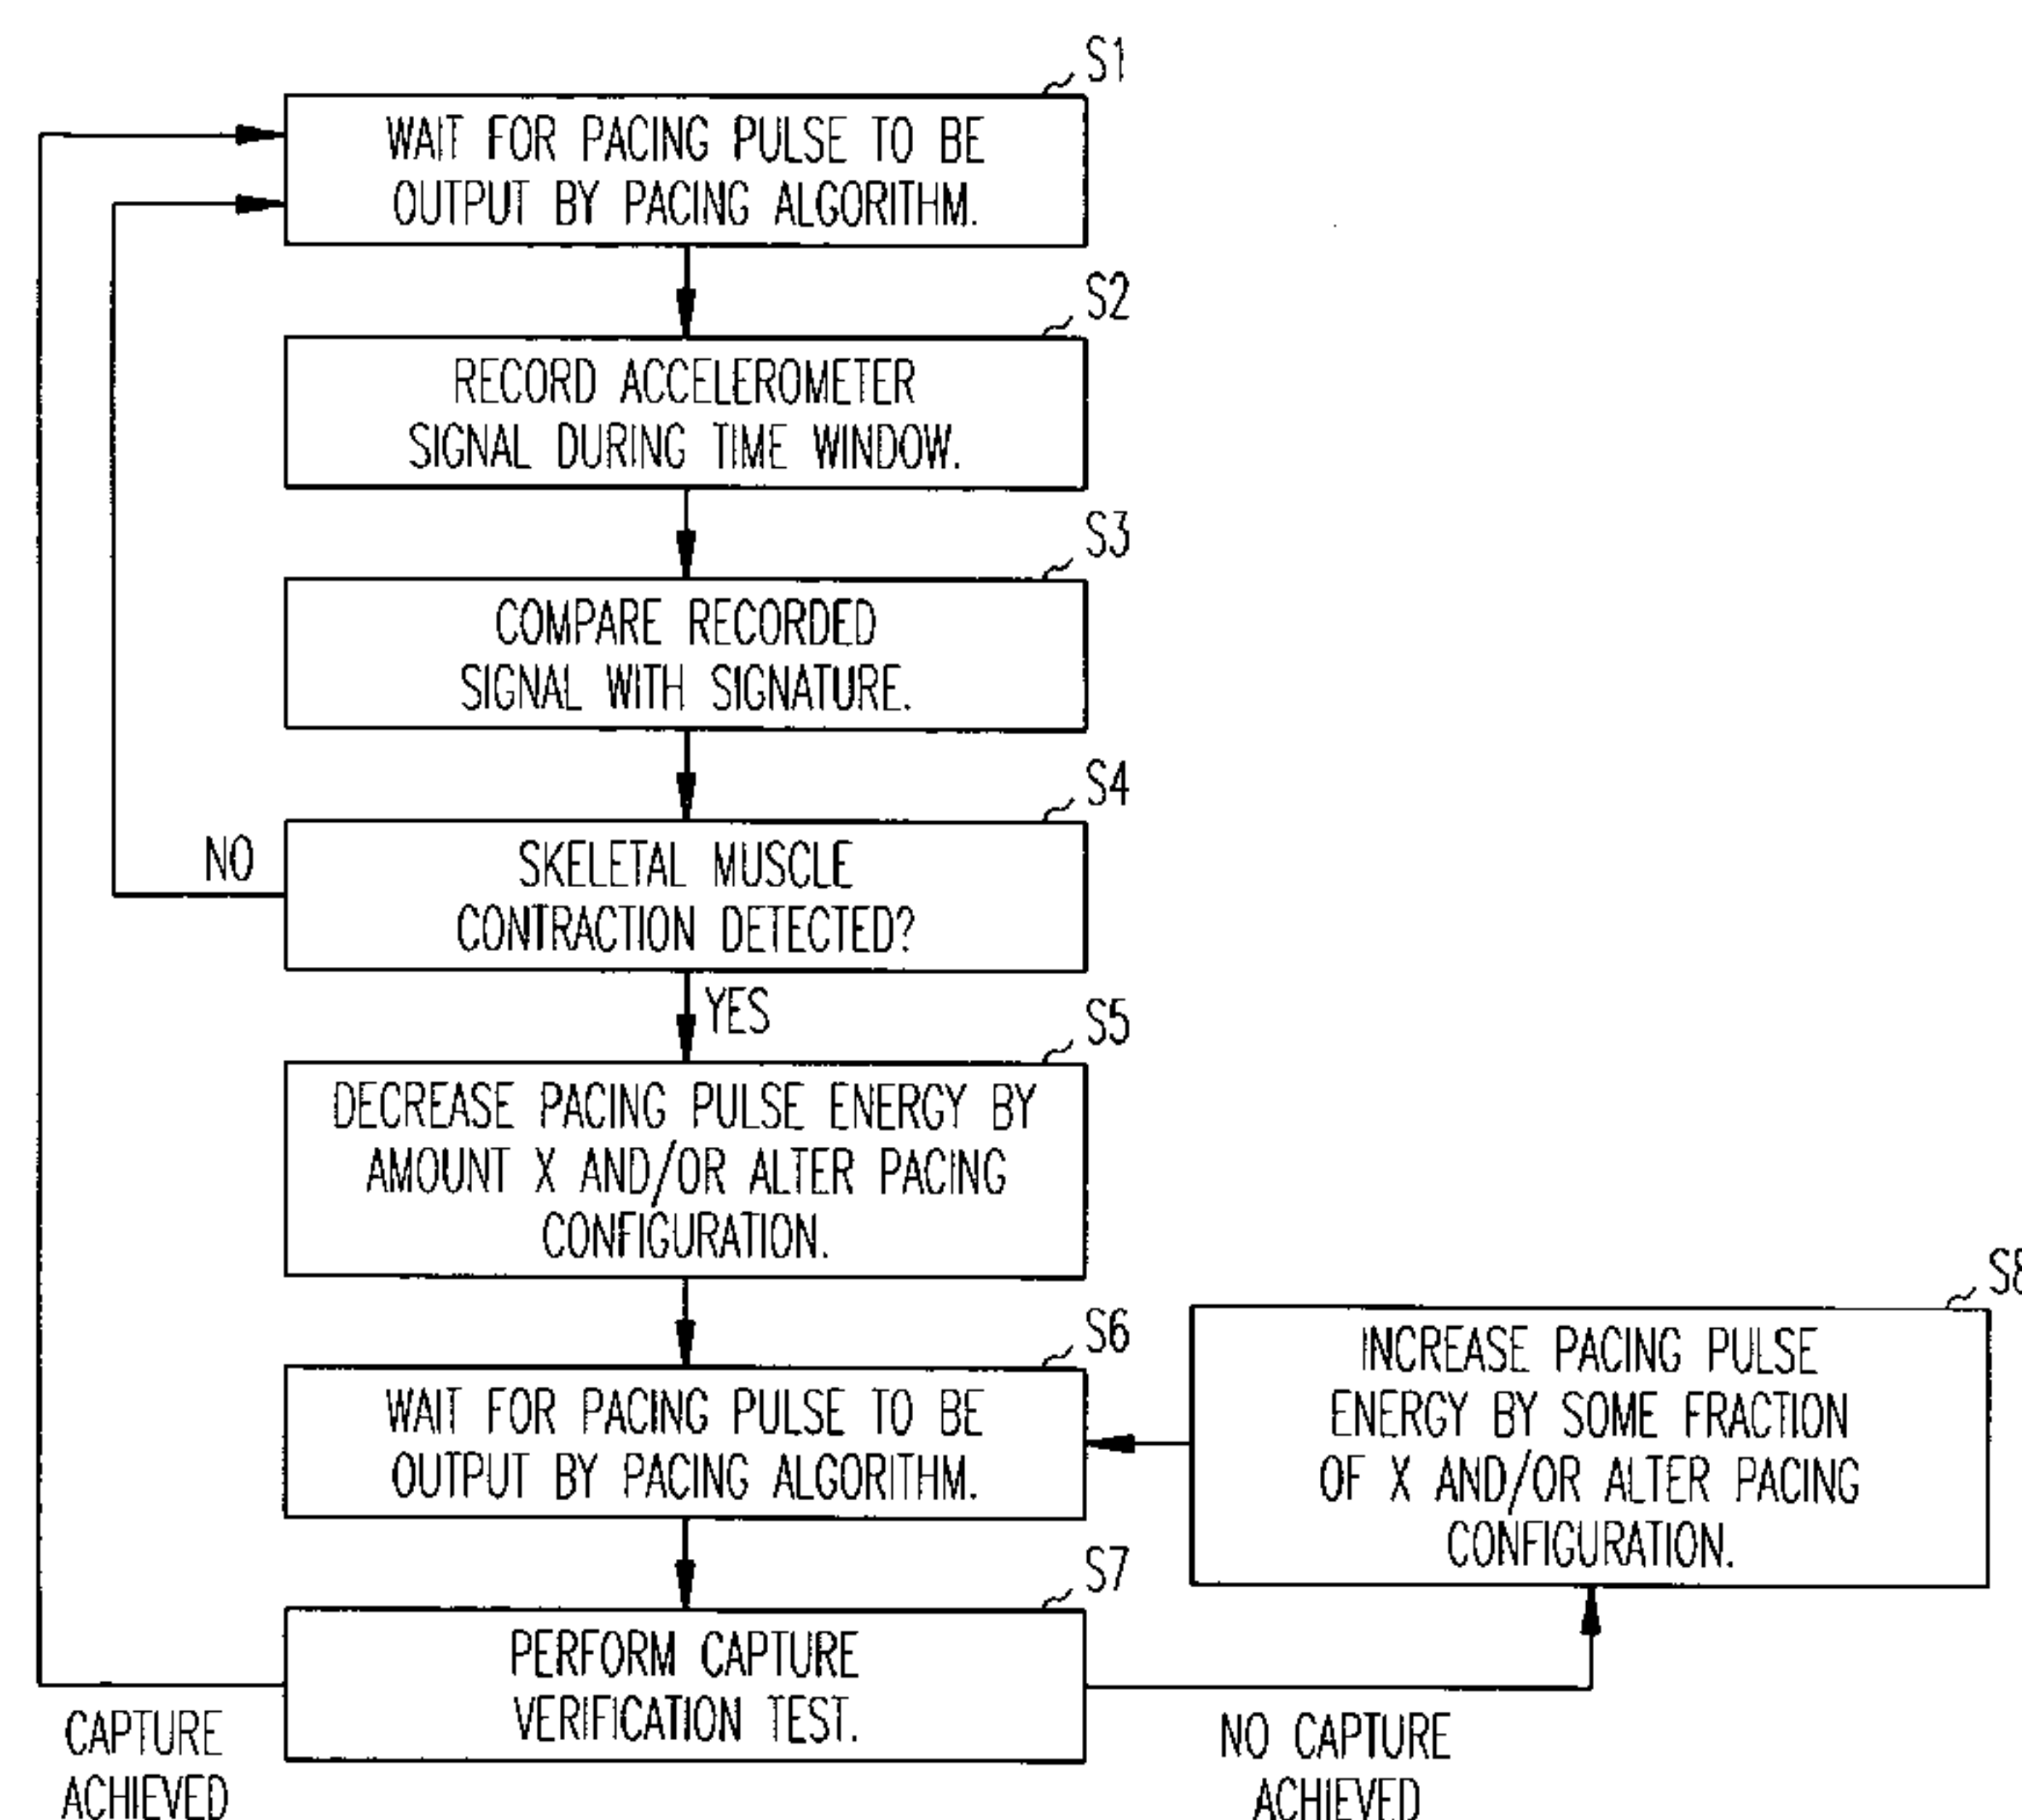 S1
WAIT FOR PACING PULSE TO BE
OUTPUT BY PACING ALGORITHM.
S2
RECORD ACCELEROMETER
SIGNAL DURING TIME WINDOW.
S3
COMPARE RECORDED
SIGNAL WITH SIGNATURE.
S4
NO
SKELETAL MUSCLE
CONTRACTION DETECTED?
YES
S5
DECREASE PACING PULSE ENERGY BY
AMOUNT X AND/OR ALTER PACING
CONFIGURATION.
S6
WAIT FOR PACING PULSE TO BE
OUTPUT BY PACING ALGORITHM.
S8
INCREASE PACING PULSE
ENERGY BY SOME FRACTION
OF X AND/OR ALTER PACING
CONFIGURATION.
S7
PERFORM CAPTURE
VERIFICATION TEST.
CAPTURE
ACHIEVED
NO CAPTURE
ACHIEVED